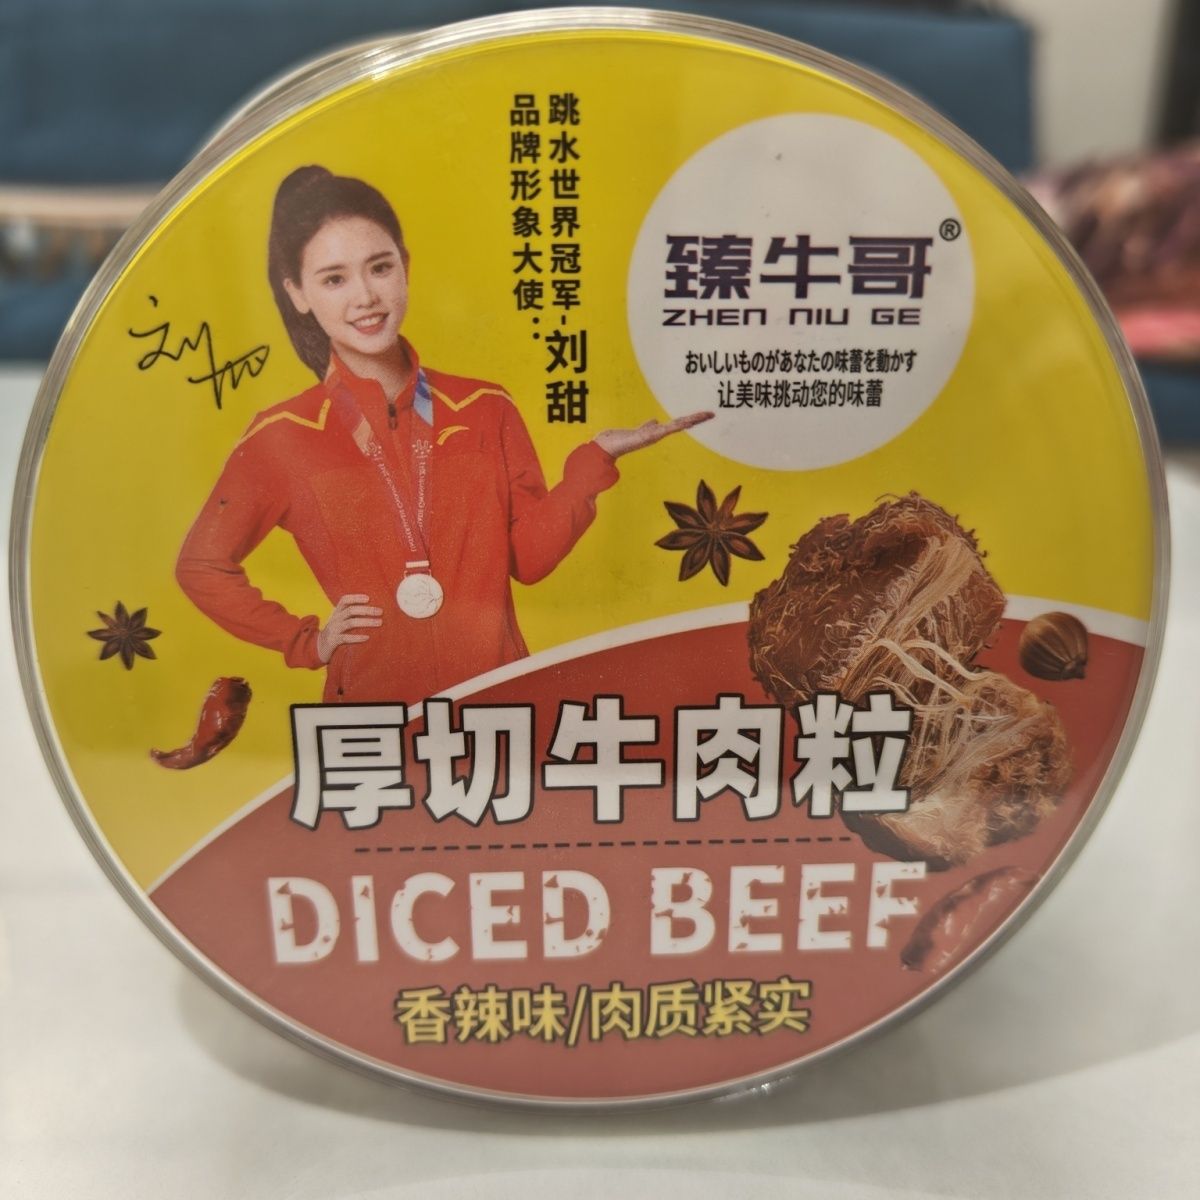 跳水世界冠军-刘甜
品牌形象大使：
臻牛哥®
ZHEN NIU GE
おいしいものがあなたの味蕾を動かす
让美味挑动您的味蕾
厚切牛肉粒
DICED BEEF
香辣味/肉质紧实